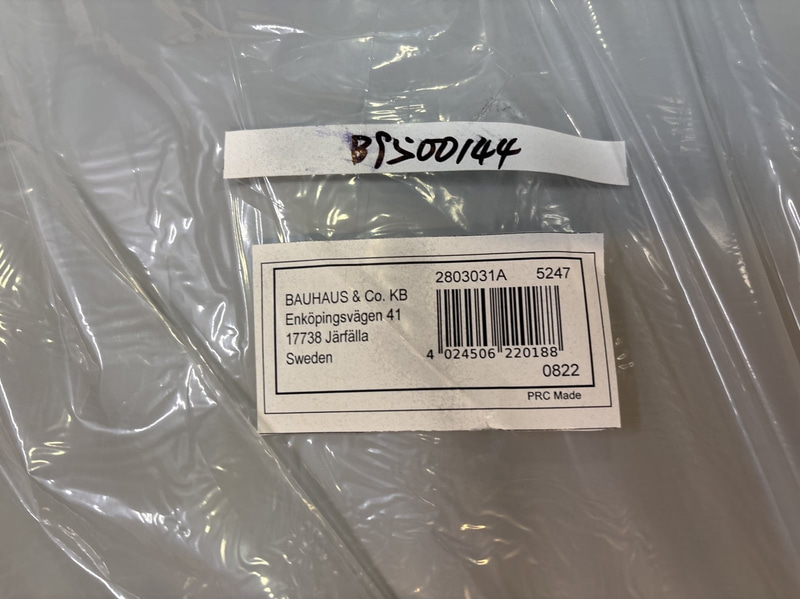 BS500144
2803031A 5247
BAUHAUS & Co. KB
Enköpingsvägen 41
17738 Järfälla
Sweden
4 024506 220188
0822
PRC Made